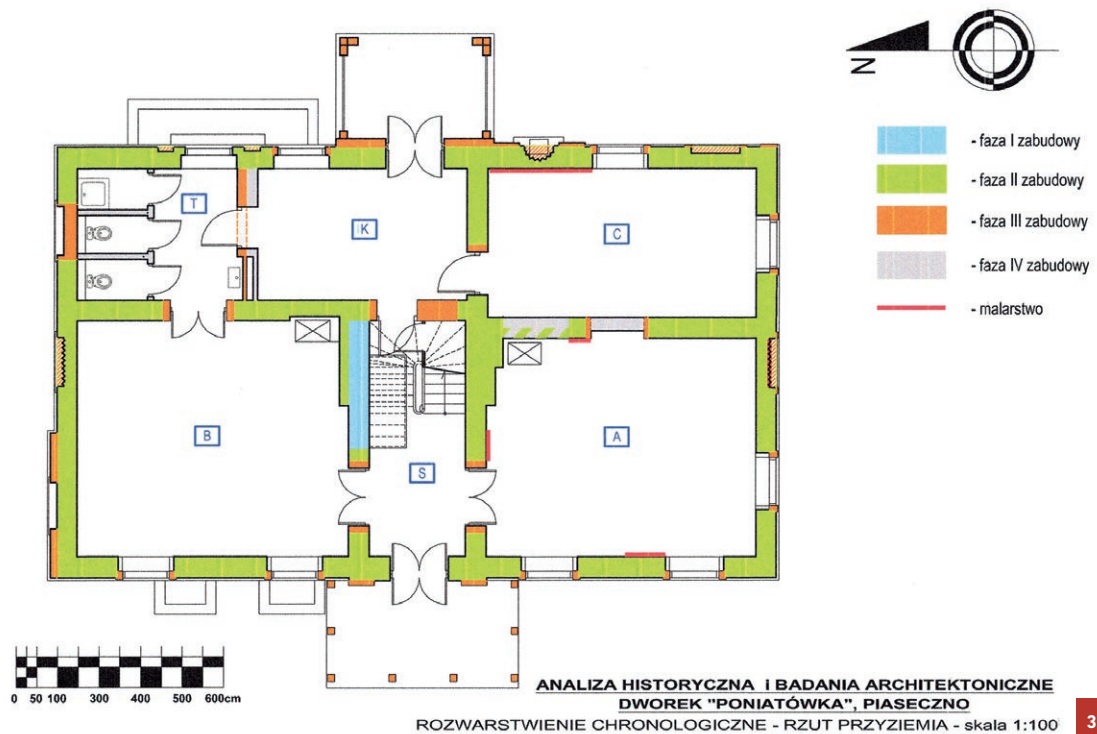 N
- faza I zabudowy
- faza II zabudowy
- faza III zabudowy
- faza IV zabudowy
- malarstwo
T
K
C
B
S
A
0 50 100 300 400 500 600cm
ANALIZA HISTORYCZNA i BADANIA ARCHITEKTONICZNE
DWOREK "PONIATÓWKA", PIASECZNO
ROZWARSTWIENIE CHRONOLOGICZNE - RZUT PRZYZIEMIA - skala 1:100
3